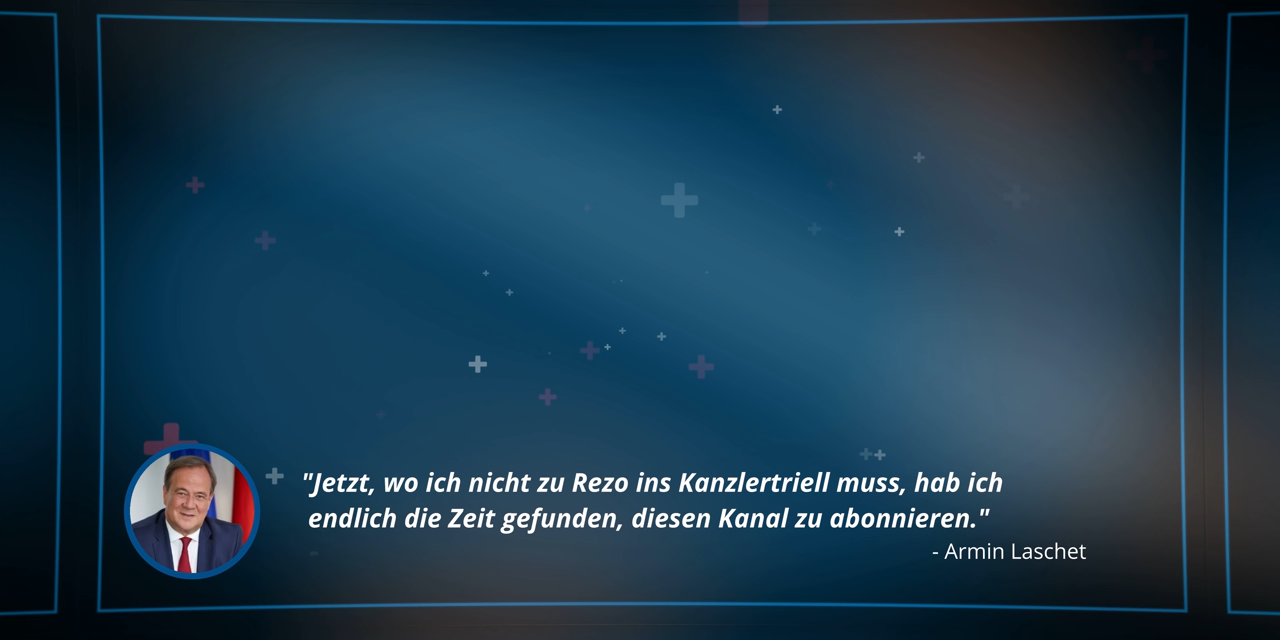 "Jetzt, wo ich nicht zu Rezo ins Kanzlertriell muss, hab ich
endlich die Zeit gefunden, diesen Kanal zu abonnieren."
- Armin Laschet